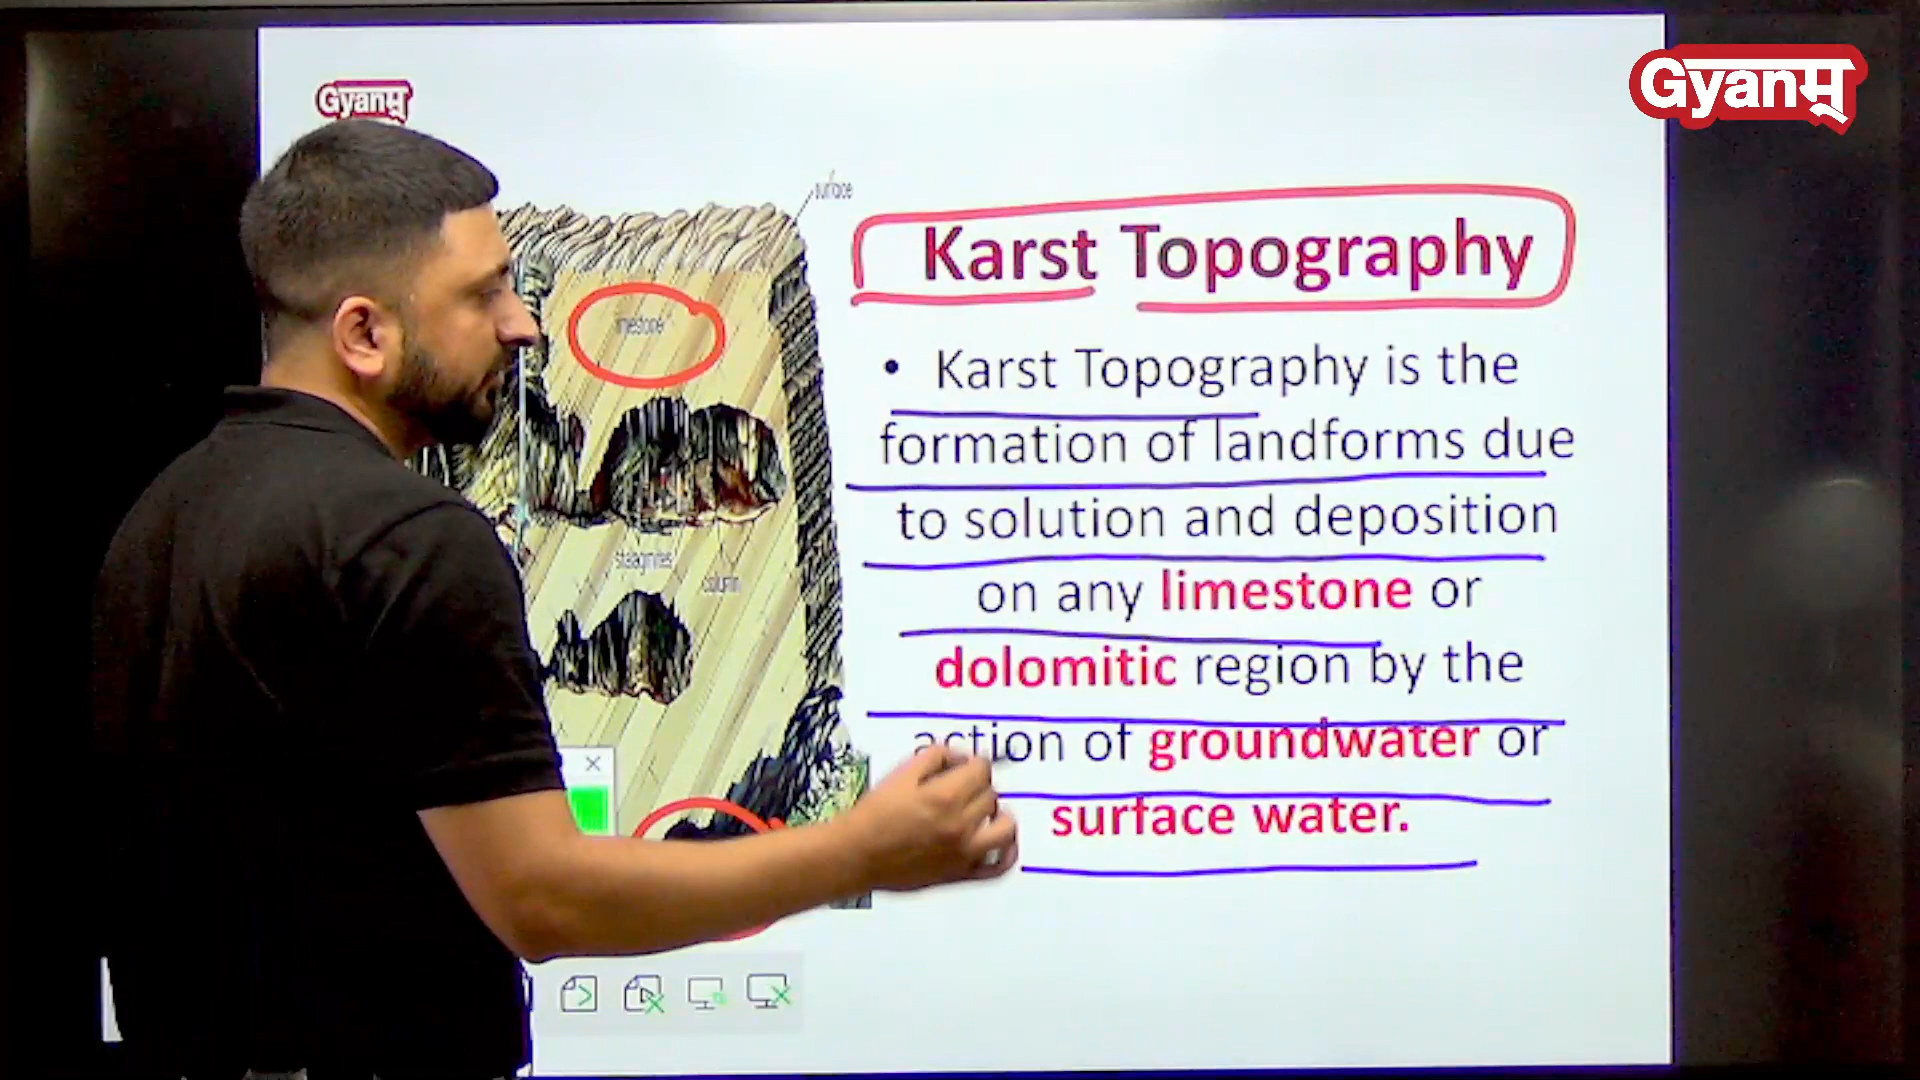 Gyanम्
Gyanम्
surface
limestone
stalagmites
column
Karst Topography
• Karst Topography is the
formation of landforms due
to solution and deposition
on any limestone or
dolomitic region by the
action of groundwater or
surface water.